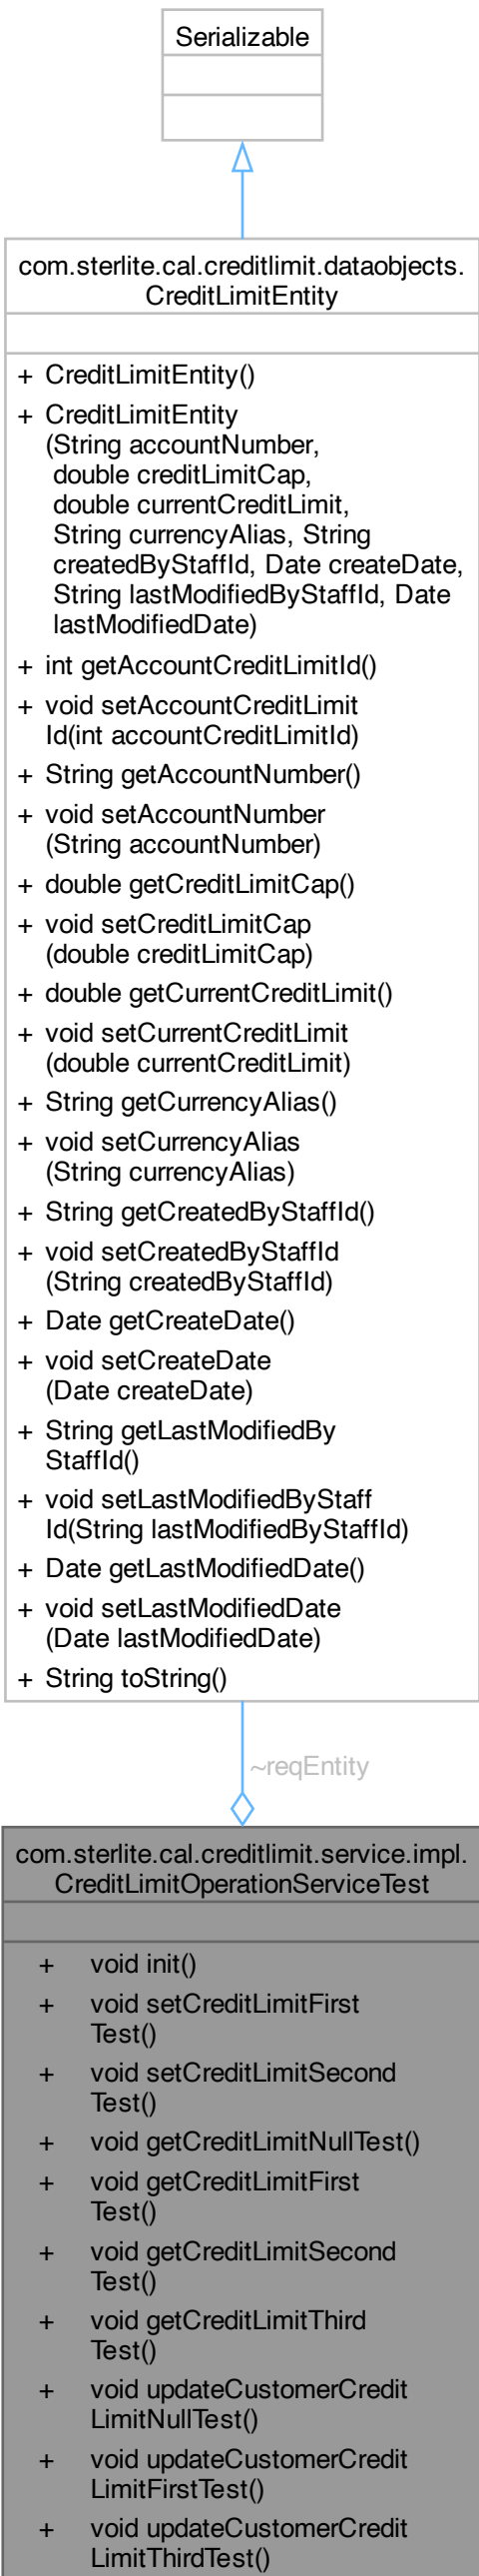 Serializable
com.sterlite.cal.creditlimit.dataobjects.
CreditLimitEntity
+ CreditLimitEntity()
+ CreditLimitEntity
(String accountNumber,
double creditLimitCap,
double currentCreditLimit,
String currencyAlias, String
createdByStaffId, Date createDate,
String lastModifiedByStaffId, Date
lastModifiedDate)
+ int getAccountCreditLimitId()
+ void setAccountCreditLimit
Id(int accountCreditLimitId)
+ String getAccountNumber()
+ void setAccountNumber
(String accountNumber)
+ double getCreditLimitCap()
+ void setCreditLimitCap
(double creditLimitCap)
+ double getCurrentCreditLimit()
+ void setCurrentCreditLimit
(double currentCreditLimit)
+ String getCurrencyAlias()
+ void setCurrencyAlias
(String currencyAlias)
+ String getCreatedByStaffId()
+ void setCreatedByStaffId
(String createdByStaffId)
+ Date getCreateDate()
+ void setCreateDate
(Date createDate)
+ String getLastModifiedBy
StaffId()
+ void setLastModifiedByStaff
Id(String lastModifiedByStaffId)
+ Date getLastModifiedDate()
+ void setLastModifiedDate
(Date lastModifiedDate)
+ String toString()
~reqEntity
com.sterlite.cal.creditlimit.service.impl.
CreditLimitOperationServiceTest
+ void init()
+ void setCreditLimitFirst
Test()
+ void setCreditLimitSecond
Test()
+ void getCreditLimitNullTest()
+ void getCreditLimitFirst
Test()
+ void getCreditLimitSecond
Test()
+ void getCreditLimitThird
Test()
+ void updateCustomerCredit
LimitNullTest()
+ void updateCustomerCredit
LimitFirstTest()
+ void updateCustomerCredit
LimitThirdTest()